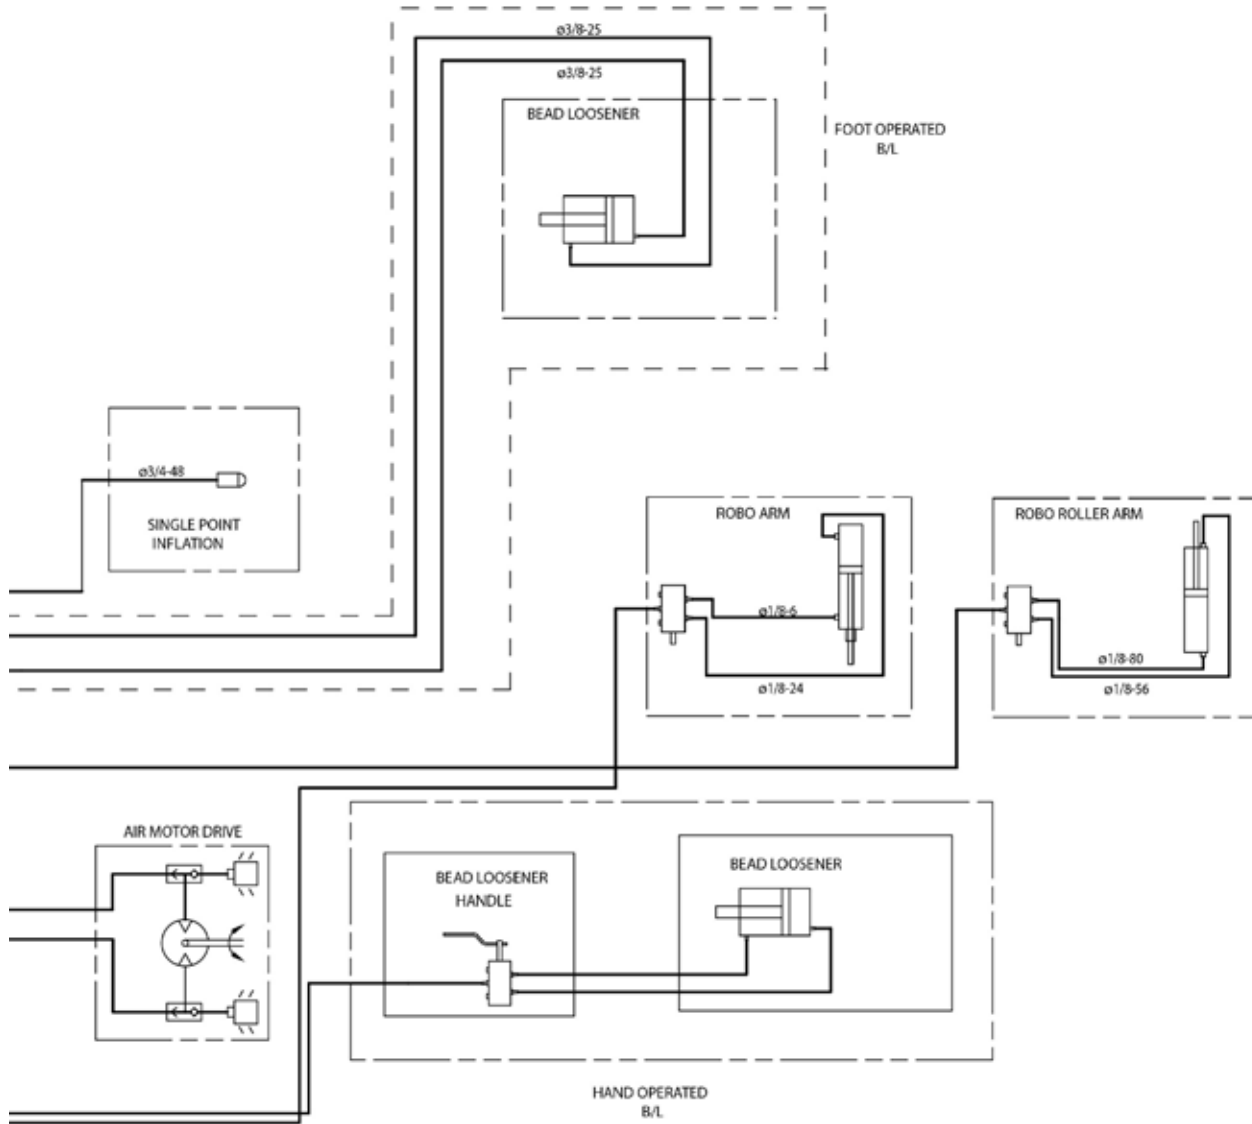 ø3/8-25
ø3/8-25
BEAD LOOSENER
FOOT OPERATED
B/L
ø3/4-48
SINGLE POINT
INFLATION
ROBO ARM
ø1/8-6
ø1/8-24
ROBO ROLLER ARM
ø1/8-80
ø1/8-56
AIR MOTOR DRIVE
BEAD LOOSENER
HANDLE
BEAD LOOSENER
HAND OPERATED
B/L